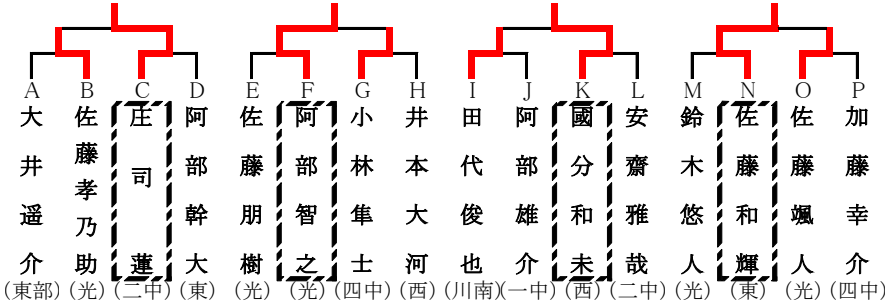 A B C D E F G H I J K L M N O P
大井遥介
佐藤孝乃助
庄司蓮
阿部幹大
佐藤朋樹
阿部智之
小林隼士
井本大河
田代俊也
阿部雄介
國分和未
安齋雅哉
鈴木悠人
佐藤和輝
佐藤颯人
加藤幸介
(東部) (光) (二中) (東) (光) (光) (四中) (西) (川南) (一中) (西) (二中) (光) (東) (光) (四中)